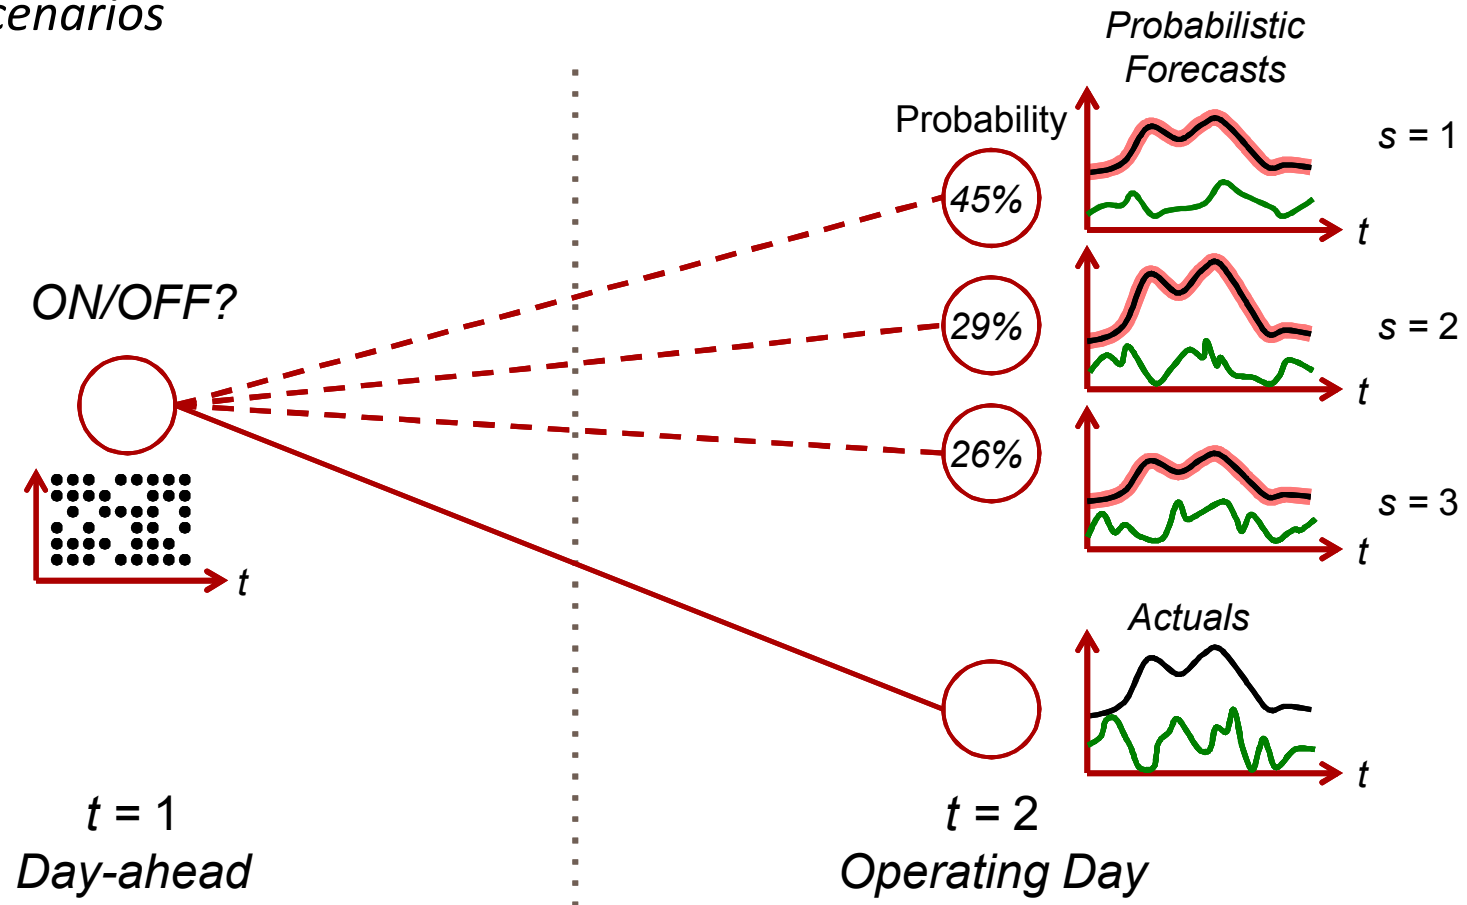 cenarios
Probabilistic
Forecasts
Probability
s = 1
45%
t
ON/OFF?
29%
s = 2
t
26%
s = 3
t
t
Actuals
t
t = 1
t = 2
Day-ahead
Operating Day